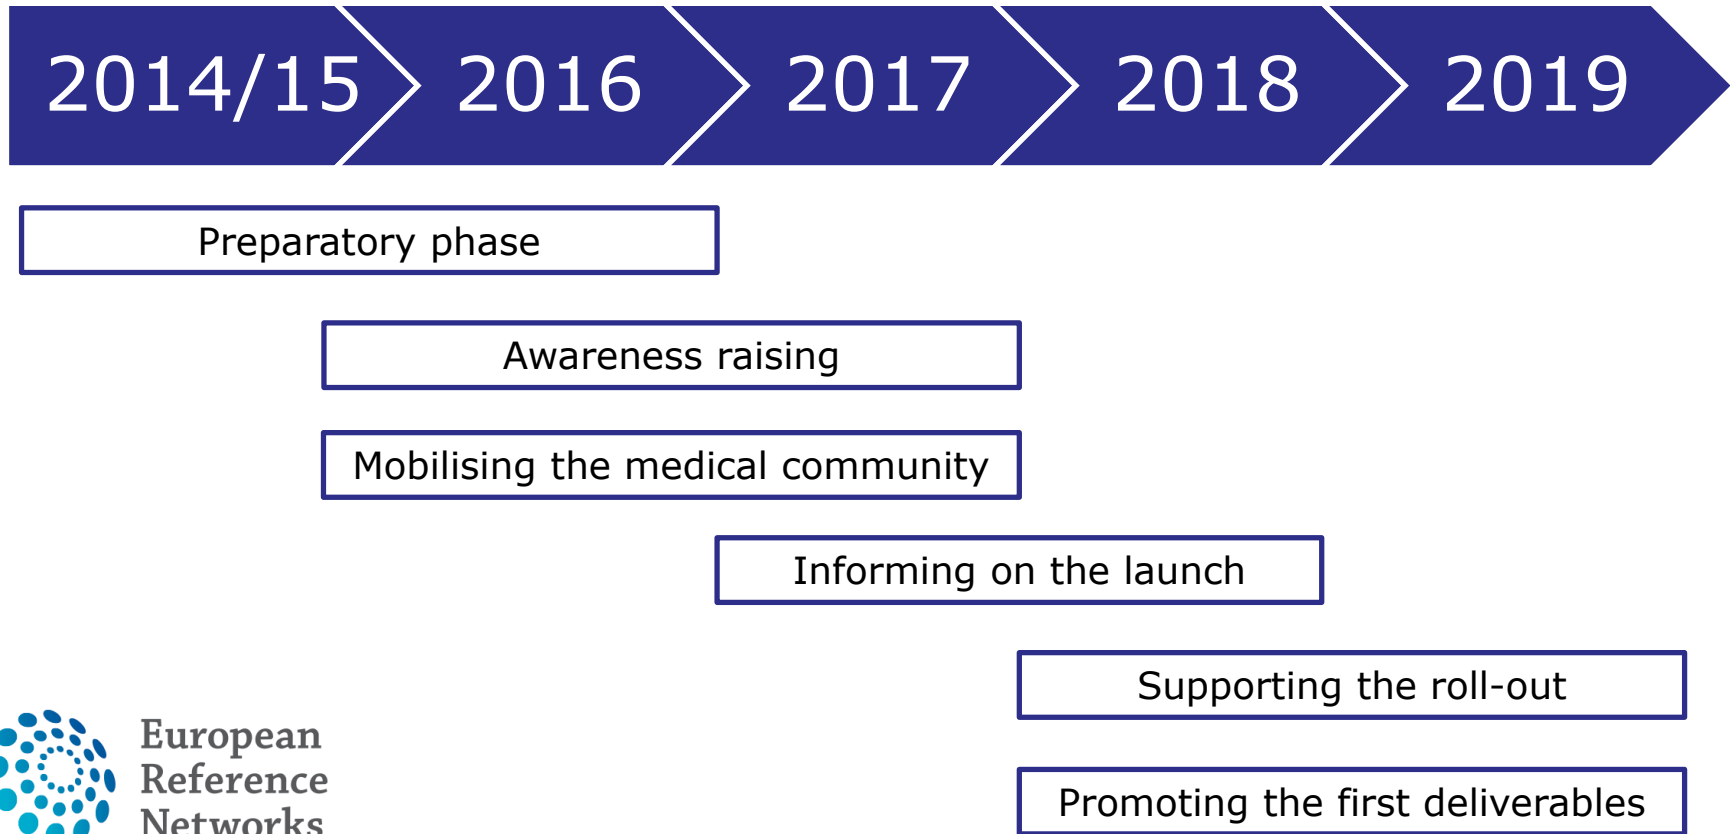 2014/15 2016 2017 2018 2019
Preparatory phase
Awareness raising
Mobilising the medical community
Informing on the launch
Supporting the roll-out
Promoting the first deliverables
European
Reference
Networks